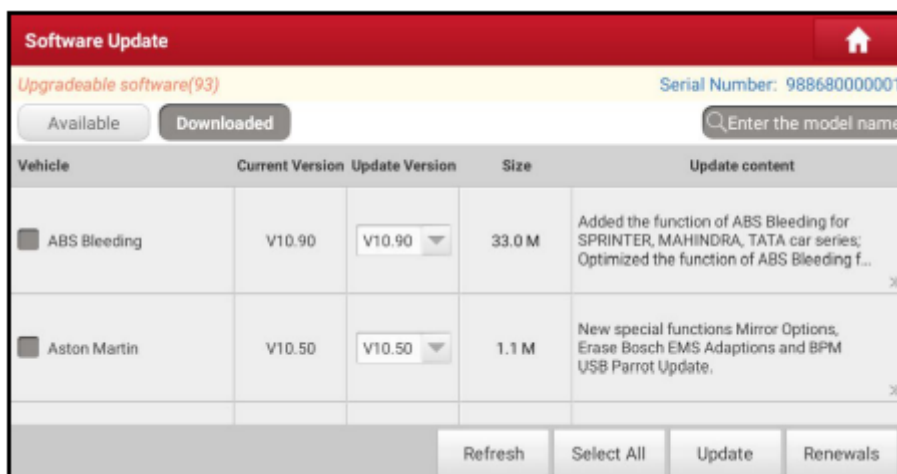 Software Update
Upgradeable software(93)
Serial Number: 988680000001
Available
Downloaded
Enter the model name
Vehicle
Current Version
Update Version
Size
Update content
ABS Bleeding
V10.90
V10.90
33.0 M
Added the function of ABS Bleeding for
SPRINTER, MAHINDRA, TATA car series;
Optimized the function of ABS Bleeding f...
Aston Martin
V10.50
V10.50
1.1 M
New special functions Mirror Options,
Erase Bosch EMS Adaptions and BPM
USB Parrot Update.
Refresh
Select All
Update
Renewals